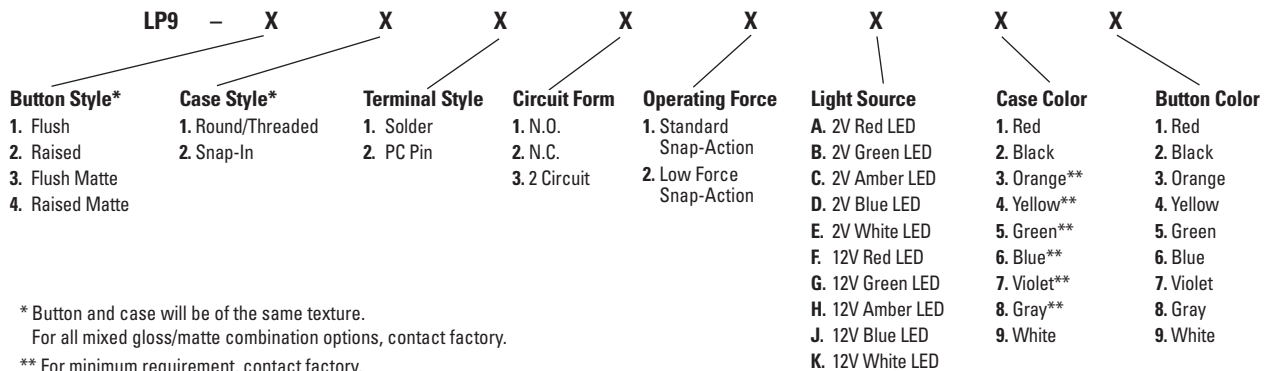 LP9 – X X X X X X X X
Button Style*
1. Flush
2. Raised
3. Flush Matte
4. Raised Matte
Case Style*
1. Round/Threaded
2. Snap-In
Terminal Style
1. Solder
2. PC Pin
Circuit Form
1. N.O.
2. N.C.
3. 2 Circuit
Operating Force
1. Standard
Snap-Action
2. Low Force
Snap-Action
Light Source
A. 2V Red LED
B. 2V Green LED
C. 2V Amber LED
D. 2V Blue LED
E. 2V White LED
F. 12V Red LED
G. 12V Green LED
H. 12V Amber LED
J. 12V Blue LED
K. 12V White LED
Case Color
1. Red
2. Black
3. Orange**
4. Yellow**
5. Green**
6. Blue**
7. Violet**
8. Gray**
9. White
Button Color
1. Red
2. Black
3. Orange
4. Yellow
5. Green
6. Blue
7. Violet
8. Gray
9. White
* Button and case will be of the same texture.
For all mixed gloss/matte combination options, contact factory.
** For minimum requirement, contact factory.